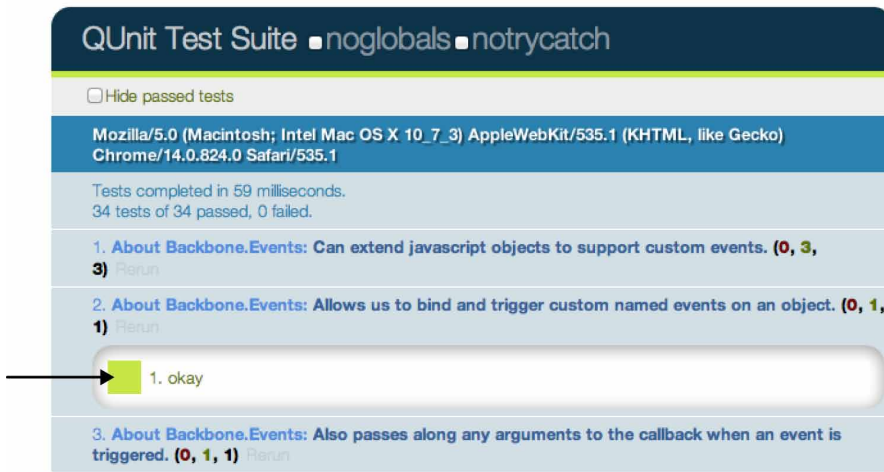 QUnit Test Suite noglobals notrycatch
Hide passed tests
Mozilla/5.0 (Macintosh; Intel Mac OS X 10_7_3) AppleWebKit/535.1 (KHTML, like Gecko)
Chrome/14.0.824.0 Safari/535.1
Tests completed in 59 milliseconds.
34 tests of 34 passed, 0 failed.
1. About Backbone.Events: Can extend javascript objects to support custom events. (0, 3,
3) Rerun
2. About Backbone.Events: Allows us to bind and trigger custom named events on an object. (0, 1,
1) Rerun
1. okay
3. About Backbone.Events: Also passes along any arguments to the callback when an event is
triggered. (0, 1, 1) Rerun